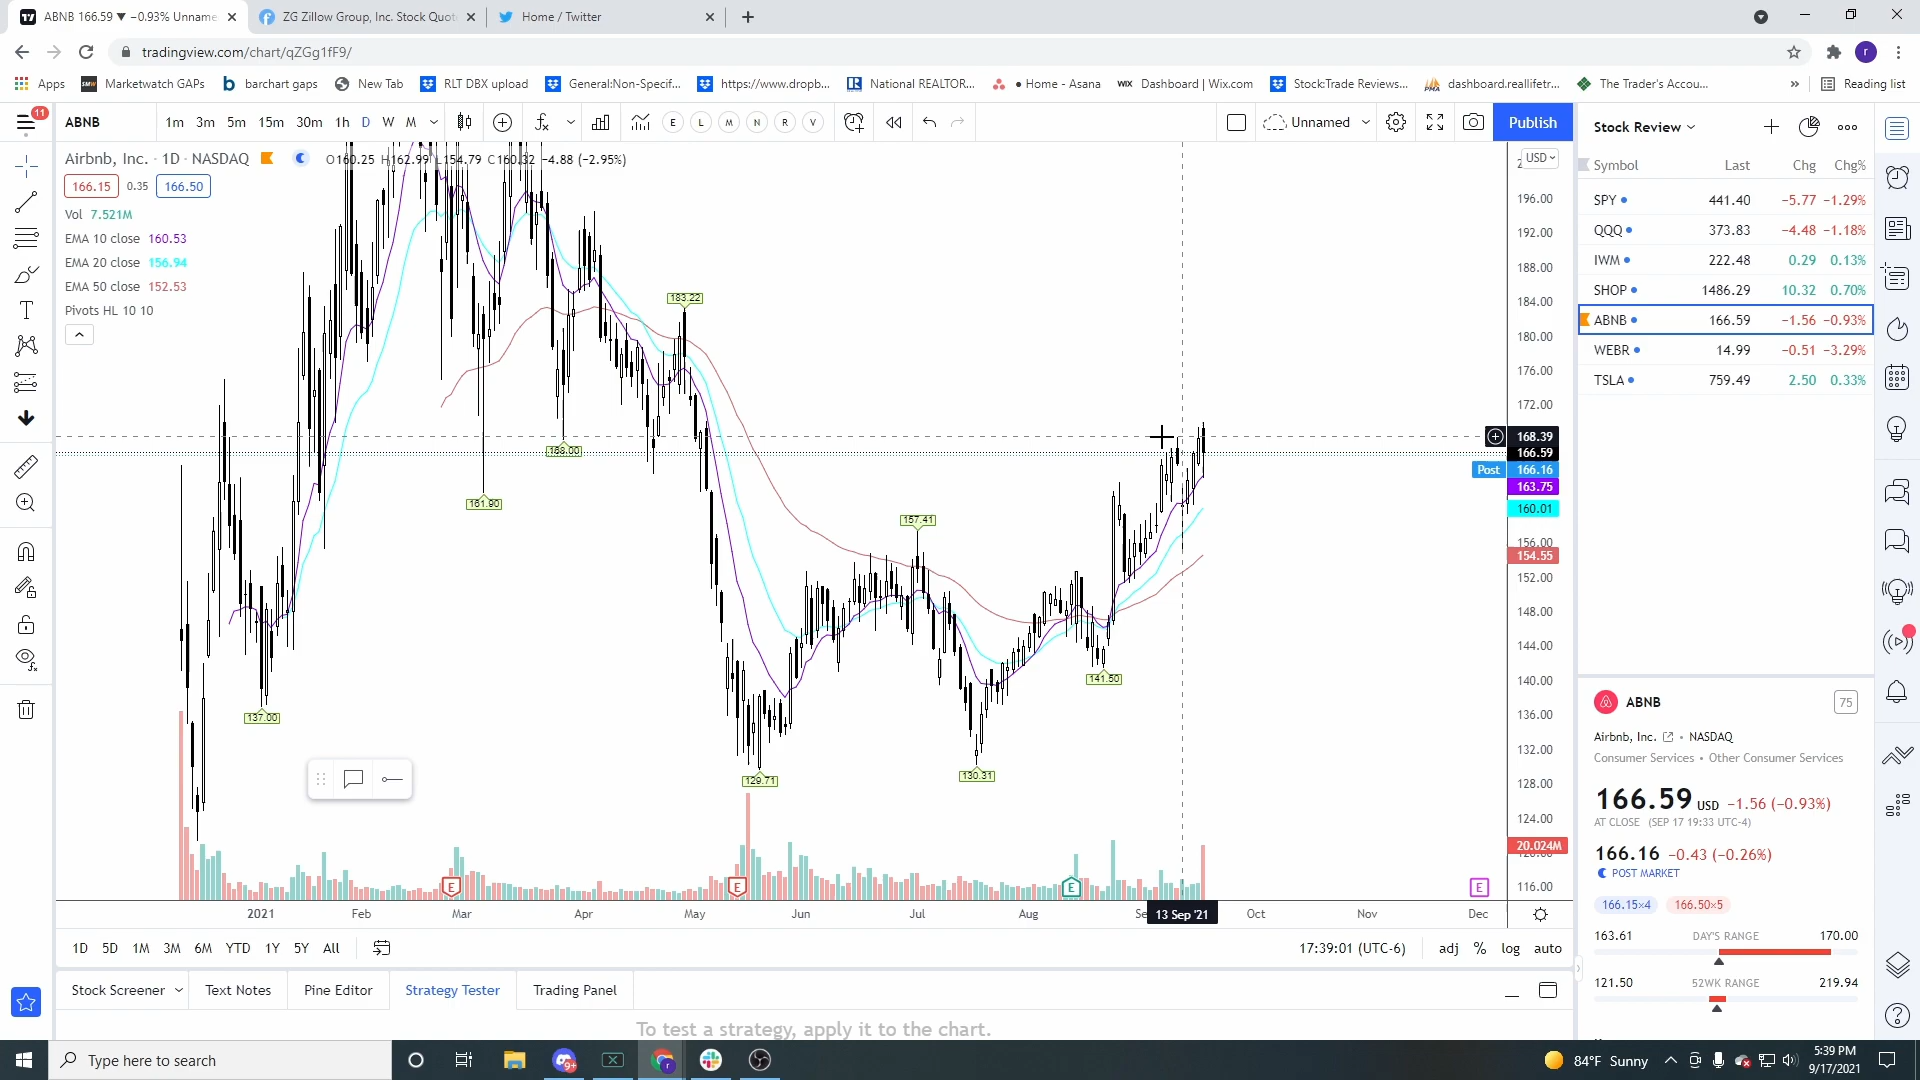 ABNB 166.59 ▼ −0.93% Unname
ZG Zillow Group, Inc. Stock Quot
Home / Twitter
tradingview.com/chart/qZGg1fF9/
r
Apps
SMW Marketwatch GAPs
b barchart gaps
New Tab
RLT DBX upload
General:Non-Specif...
https://www.dropb...
National REALTOR...
● Home - Asana
WIX Dashboard | Wix.com
Stock:Trade Reviews...
PMA dashboard.reallifetr...
The Trader's Accou...
»
Reading list
11
ABNB
1m 3m 5m 15m 30m 1h D W M
E L M N R V
Unnamed
Publish
Stock Review
Airbnb, Inc. · 1D · NASDAQ
O160.25 H162.99 L154.79 C160.32 −4.88 (−2.95%)
166.15 0.35 166.50
Vol 7.521M
EMA 10 close 160.53
EMA 20 close 156.94
EMA 50 close 152.53
Pivots HL 10 10
USD
196.00
192.00
188.00
184.00
180.00
176.00
172.00
168.39
166.59
Post 166.16
163.75
160.01
156.00
154.55
152.00
148.00
144.00
140.00
136.00
132.00
128.00
124.00
20.024M
116.00
183.22
168.00
161.90
157.41
141.50
137.00
129.71
130.31
E E E E
2021 Feb Mar Apr May Jun Jul Aug Se 13 Sep '21 Oct Nov Dec
1D 5D 1M 3M 6M YTD 1Y 5Y All
17:39:01 (UTC-6) adj % log auto
Stock Screener Text Notes Pine Editor Strategy Tester Trading Panel
To test a strategy, apply it to the chart.
Symbol Last Chg Chg%
SPY 441.40 −5.77 −1.29%
QQQ 373.83 −4.48 −1.18%
IWM 222.48 0.29 0.13%
SHOP 1486.29 10.32 0.70%
ABNB 166.59 −1.56 −0.93%
WEBR 14.99 −0.51 −3.29%
TSLA 759.49 2.50 0.33%
ABNB 75
Airbnb, Inc. • NASDAQ
Consumer Services • Other Consumer Services
166.59 USD −1.56 (−0.93%)
AT CLOSE (SEP 17 19:33 UTC-4)
166.16 −0.43 (−0.26%)
POST MARKET
166.15×4 166.50×5
163.61 DAY'S RANGE 170.00
121.50 52WK RANGE 219.94
Type here to search
9+
84°F Sunny
5:39 PM
9/17/2021